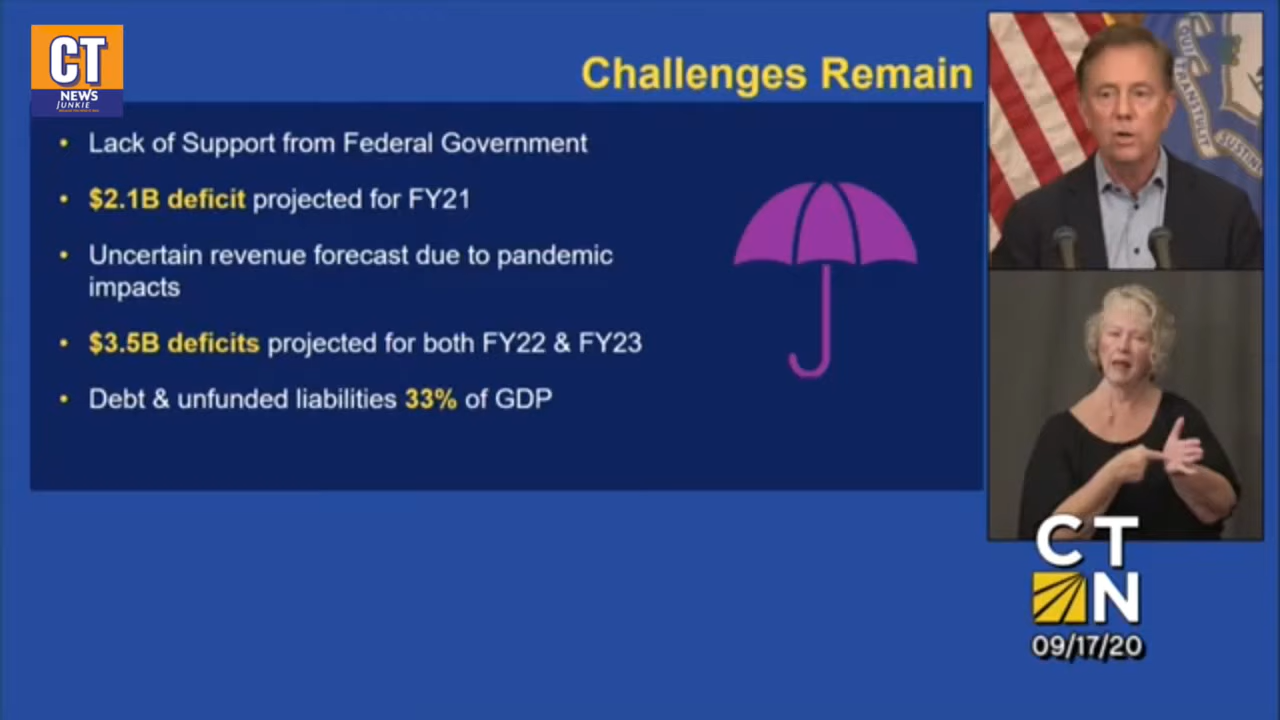 CT
NEWS
JUNKIE
Challenges Remain
• Lack of Support from Federal Government
• $2.1B deficit projected for FY21
• Uncertain revenue forecast due to pandemic
impacts
• $3.5B deficits projected for both FY22 & FY23
• Debt & unfunded liabilities 33% of GDP
QUI TRANSTULIT
CT
N
09/17/20